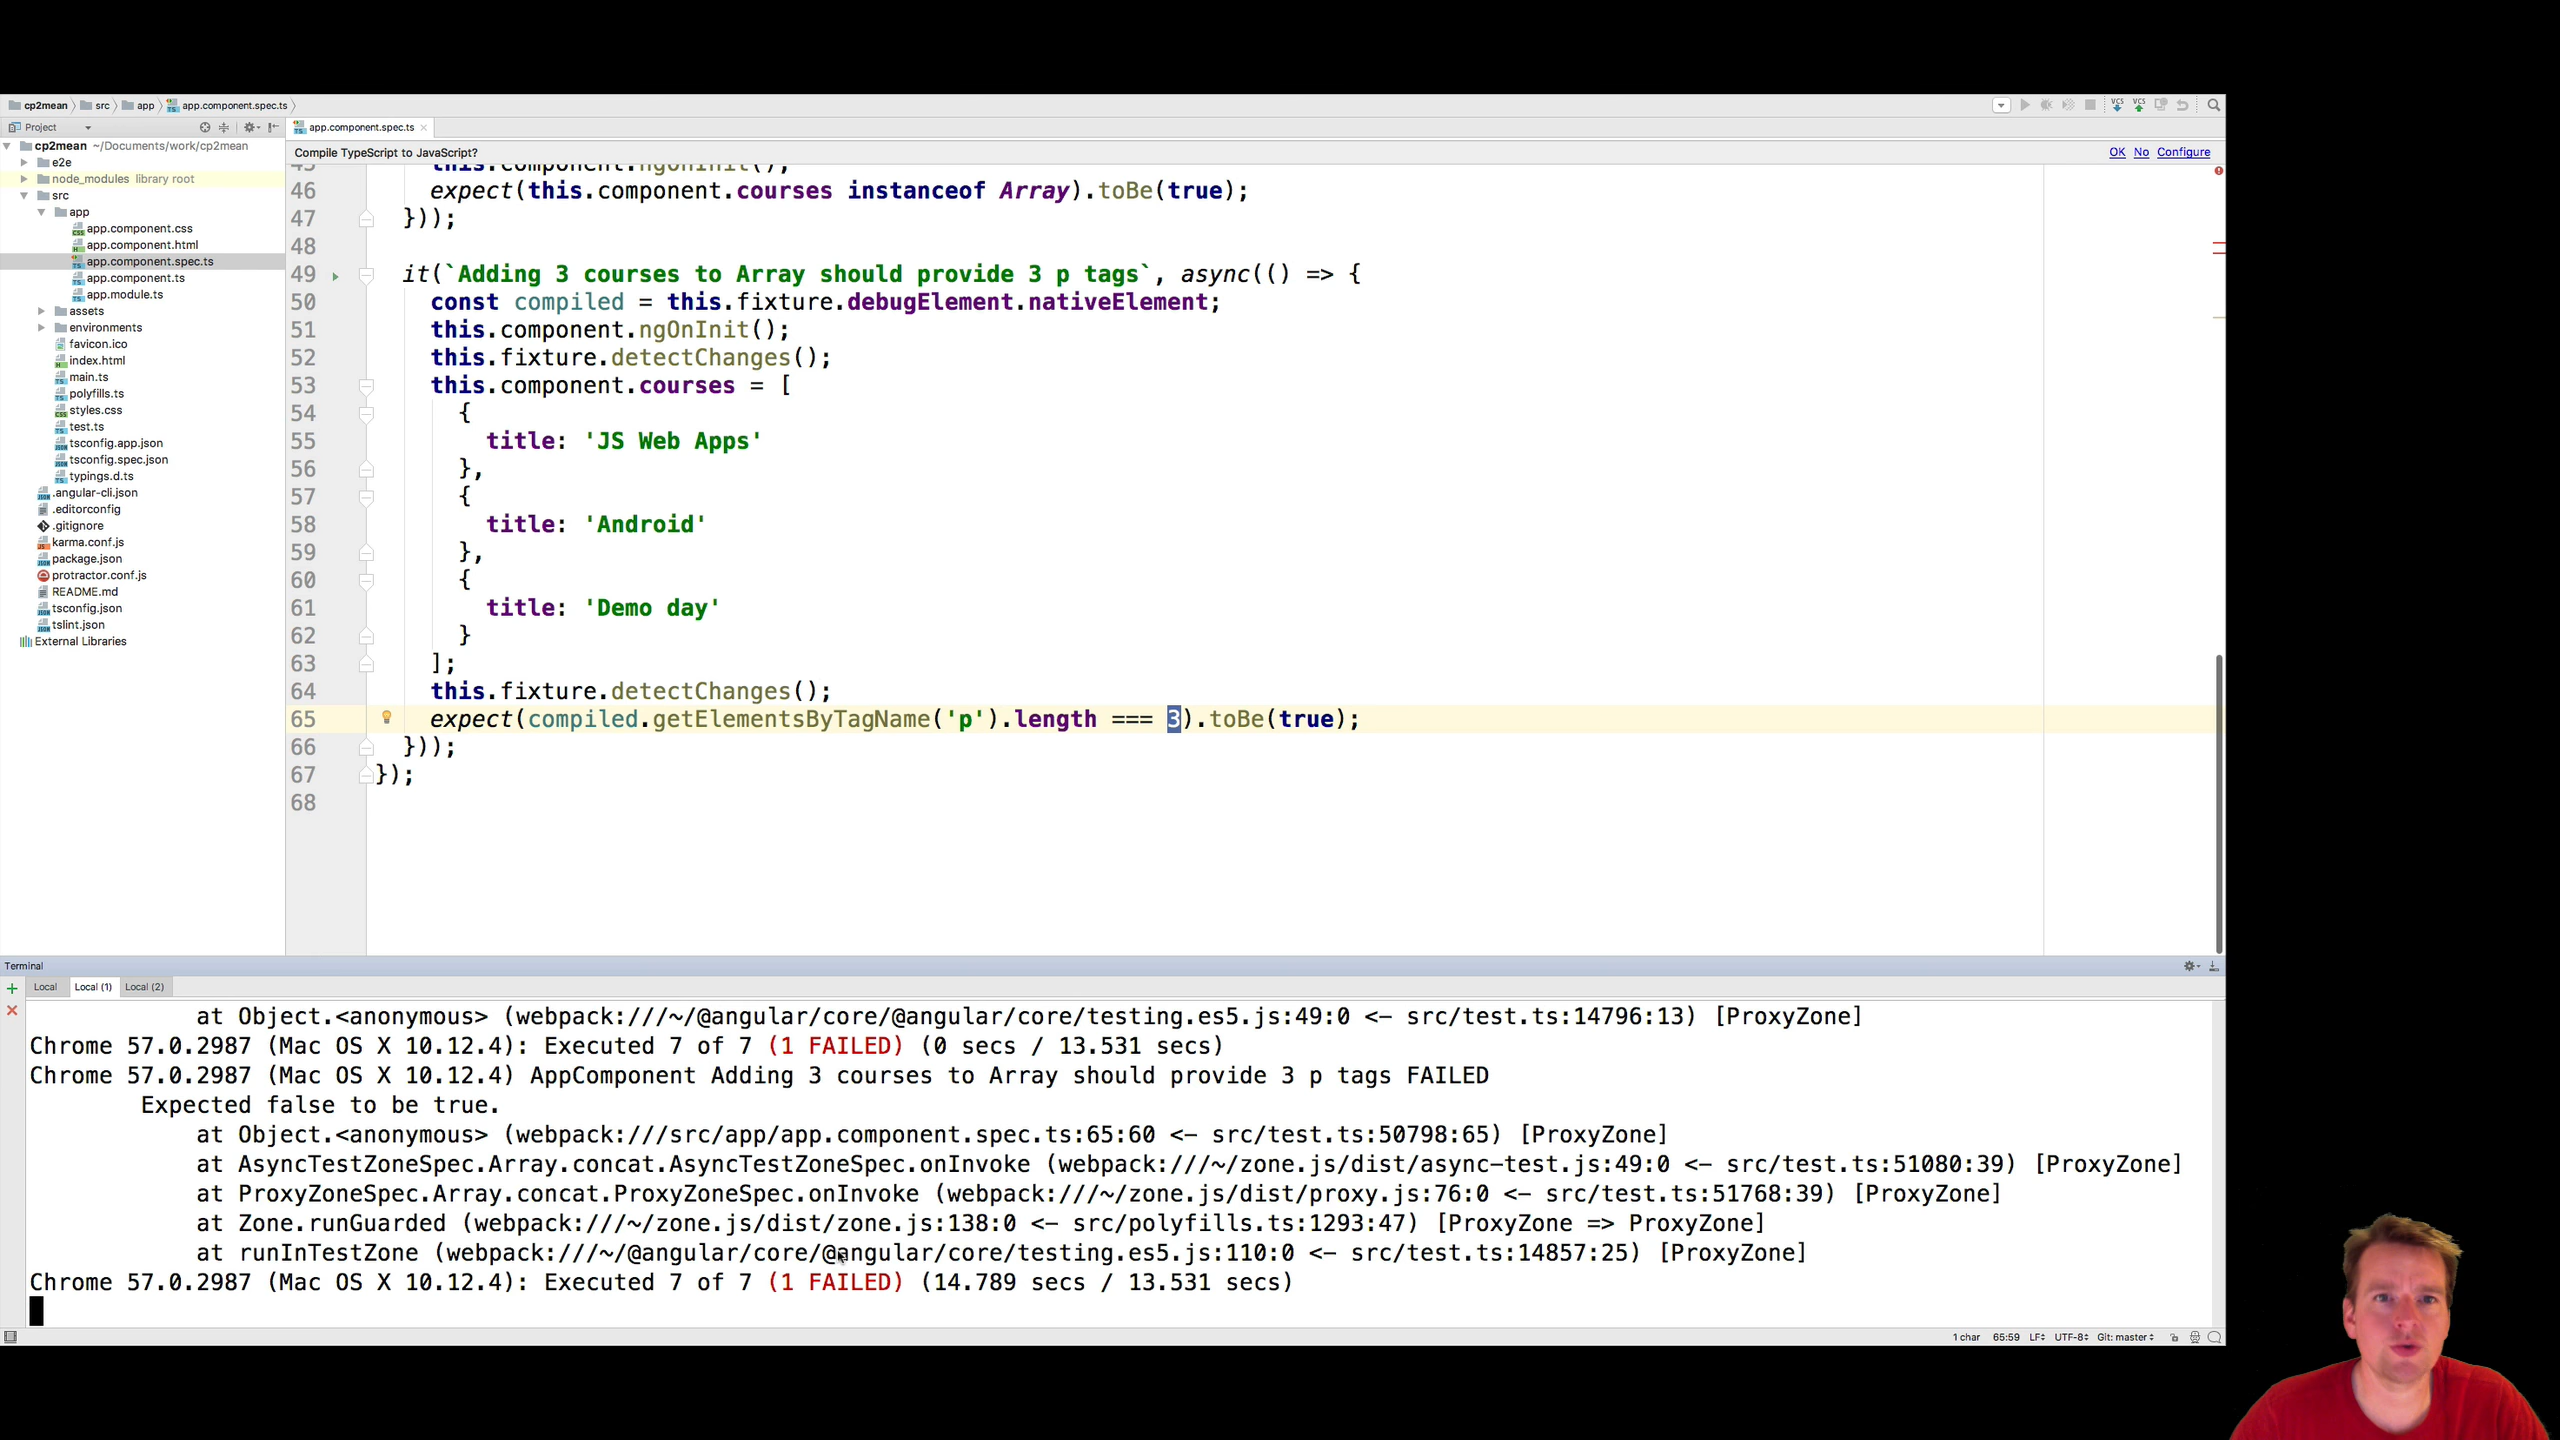 cp2mean src app app.component.spec.ts
Project
app.component.spec.ts
cp2mean ~/Documents/work/cp2mean
e2e
node_modules library root
src
app
app.component.css
app.component.html
app.component.spec.ts
app.component.ts
app.module.ts
assets
environments
favicon.ico
index.html
main.ts
polyfills.ts
styles.css
test.ts
tsconfig.app.json
tsconfig.spec.json
typings.d.ts
.angular-cli.json
.editorconfig
.gitignore
karma.conf.js
package.json
protractor.conf.js
README.md
tsconfig.json
tslint.json
External Libraries
Compile TypeScript to JavaScript? OK No Configure
45 this.component.ngOnInit();
46 expect(this.component.courses instanceof Array).toBe(true);
47 }));
48
49 it(`Adding 3 courses to Array should provide 3 p tags`, async(() => {
50 const compiled = this.fixture.debugElement.nativeElement;
51 this.component.ngOnInit();
52 this.fixture.detectChanges();
53 this.component.courses = [
54 {
55 title: 'JS Web Apps'
56 },
57 {
58 title: 'Android'
59 },
60 {
61 title: 'Demo day'
62 }
63 ];
64 this.fixture.detectChanges();
65 expect(compiled.getElementsByTagName('p').length === 3).toBe(true);
66 }));
67 });
68
Terminal
Local Local (1) Local (2)
at Object.<anonymous> (webpack:///~/@angular/core/@angular/core/testing.es5.js:49:0 <- src/test.ts:14796:13) [ProxyZone]
Chrome 57.0.2987 (Mac OS X 10.12.4): Executed 7 of 7 (1 FAILED) (0 secs / 13.531 secs)
Chrome 57.0.2987 (Mac OS X 10.12.4) AppComponent Adding 3 courses to Array should provide 3 p tags FAILED
Expected false to be true.
at Object.<anonymous> (webpack:///src/app/app.component.spec.ts:65:60 <- src/test.ts:50798:65) [ProxyZone]
at AsyncTestZoneSpec.Array.concat.AsyncTestZoneSpec.onInvoke (webpack:///~/zone.js/dist/async-test.js:49:0 <- src/test.ts:51080:39) [ProxyZone]
at ProxyZoneSpec.Array.concat.ProxyZoneSpec.onInvoke (webpack:///~/zone.js/dist/proxy.js:76:0 <- src/test.ts:51768:39) [ProxyZone]
at Zone.runGuarded (webpack:///~/zone.js/dist/zone.js:138:0 <- src/polyfills.ts:1293:47) [ProxyZone => ProxyZone]
at runInTestZone (webpack:///~/@angular/core/@angular/core/testing.es5.js:110:0 <- src/test.ts:14857:25) [ProxyZone]
Chrome 57.0.2987 (Mac OS X 10.12.4): Executed 7 of 7 (1 FAILED) (14.789 secs / 13.531 secs)
1 char 65:59 LF UTF-8 Git: master